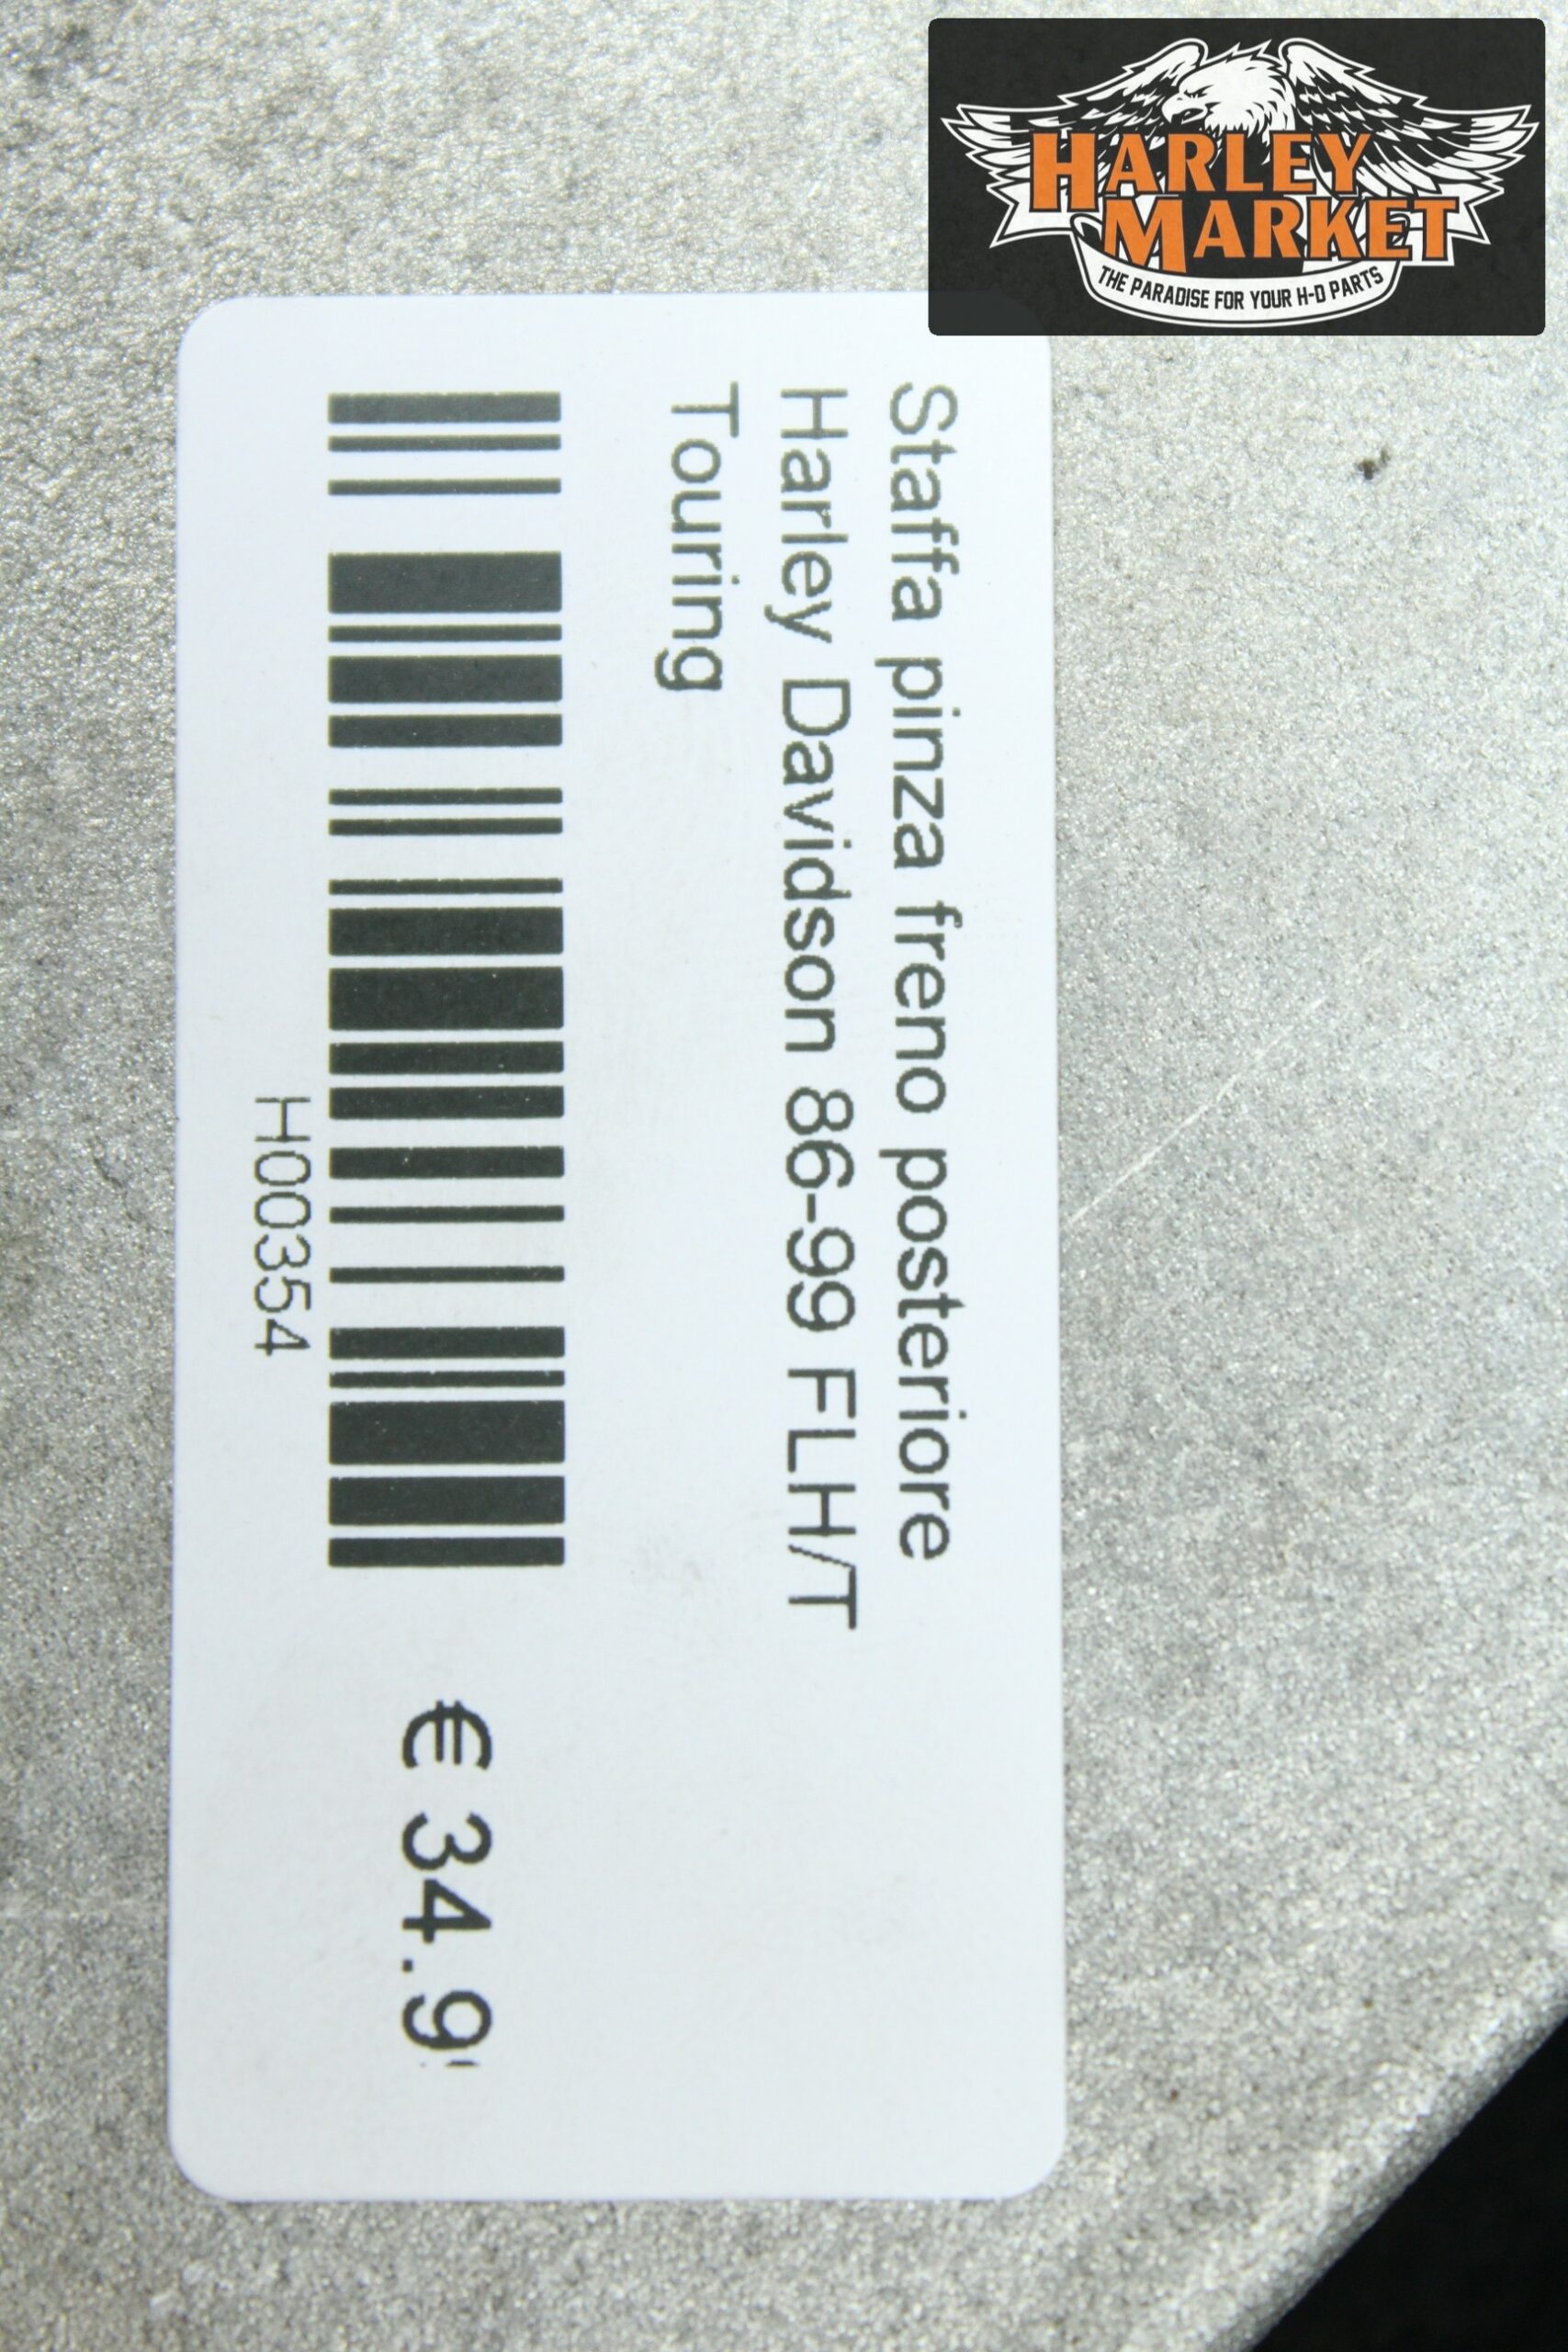 HARLEY
MARKET
THE PARADISE FOR YOUR H-D PARTS
Staffa pinza freno posteriore
Harley Davidson 86-99 FLH/T
Touring
H00354
€ 34.9